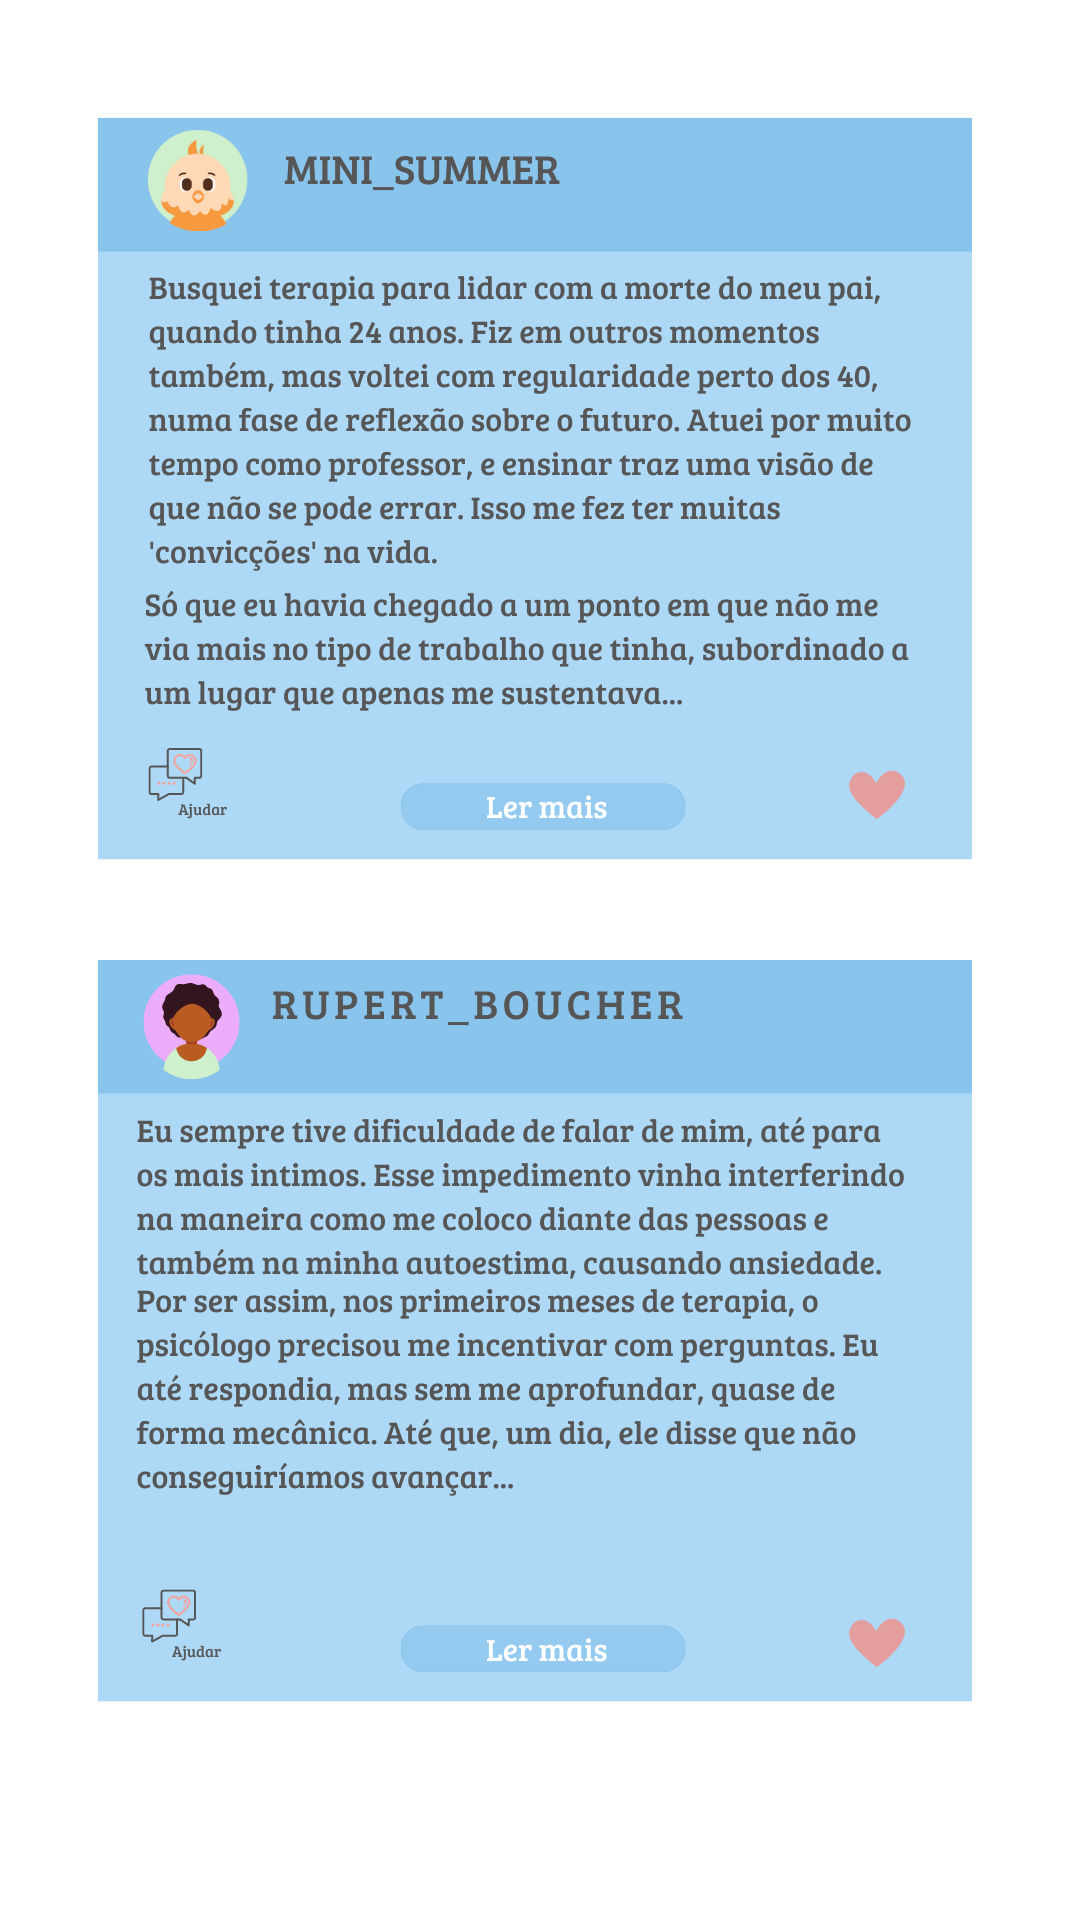 MINI_SUMMER
Busquei terapia para lidar com a morte do meu pai,
quando tinha 24 anos. Fiz em outros momentos
também, mas voltei com regularidade perto dos 40,
numa fase de reflexão sobre o futuro. Atuei por muito
tempo como professor, e ensinar traz uma visão de
que não se pode errar. Isso me fez ter muitas
'convicções' na vida.
Só que eu havia chegado a um ponto em que não me
via mais no tipo de trabalho que tinha, subordinado a
um lugar que apenas me sustentava...
Ajudar
Ler mais
RUPERT_BOUCHER
Eu sempre tive dificuldade de falar de mim, até para
os mais intimos. Esse impedimento vinha interferindo
na maneira como me coloco diante das pessoas e
também na minha autoestima, causando ansiedade.
Por ser assim, nos primeiros meses de terapia, o
psicólogo precisou me incentivar com perguntas. Eu
até respondia, mas sem me aprofundar, quase de
forma mecânica. Até que, um dia, ele disse que não
conseguiríamos avançar...
Ajudar
Ler mais